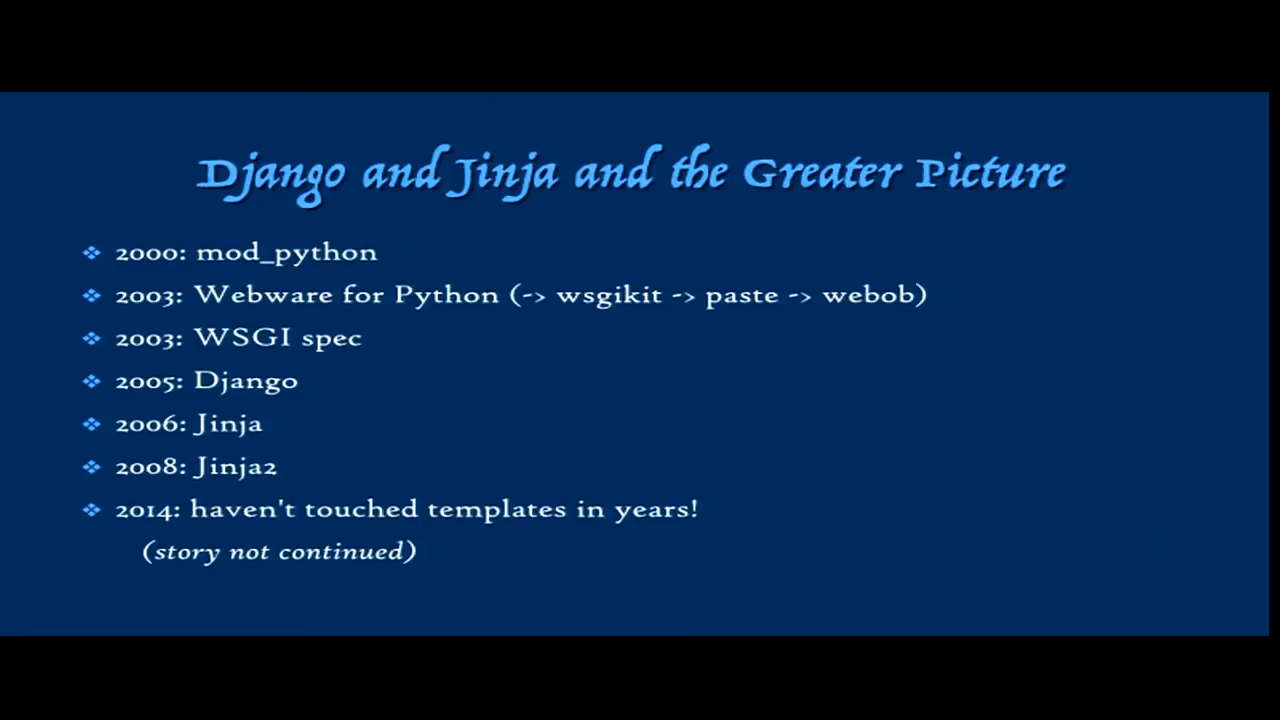 Django and Jinja and the Greater Picture
2000: mod_python
2003: Webware for Python (-> wsgikit -> paste -> webob)
2003: WSGI spec
2005: Django
2006: Jinja
2008: Jinja2
2014: haven't touched templates in years!
(story not continued)